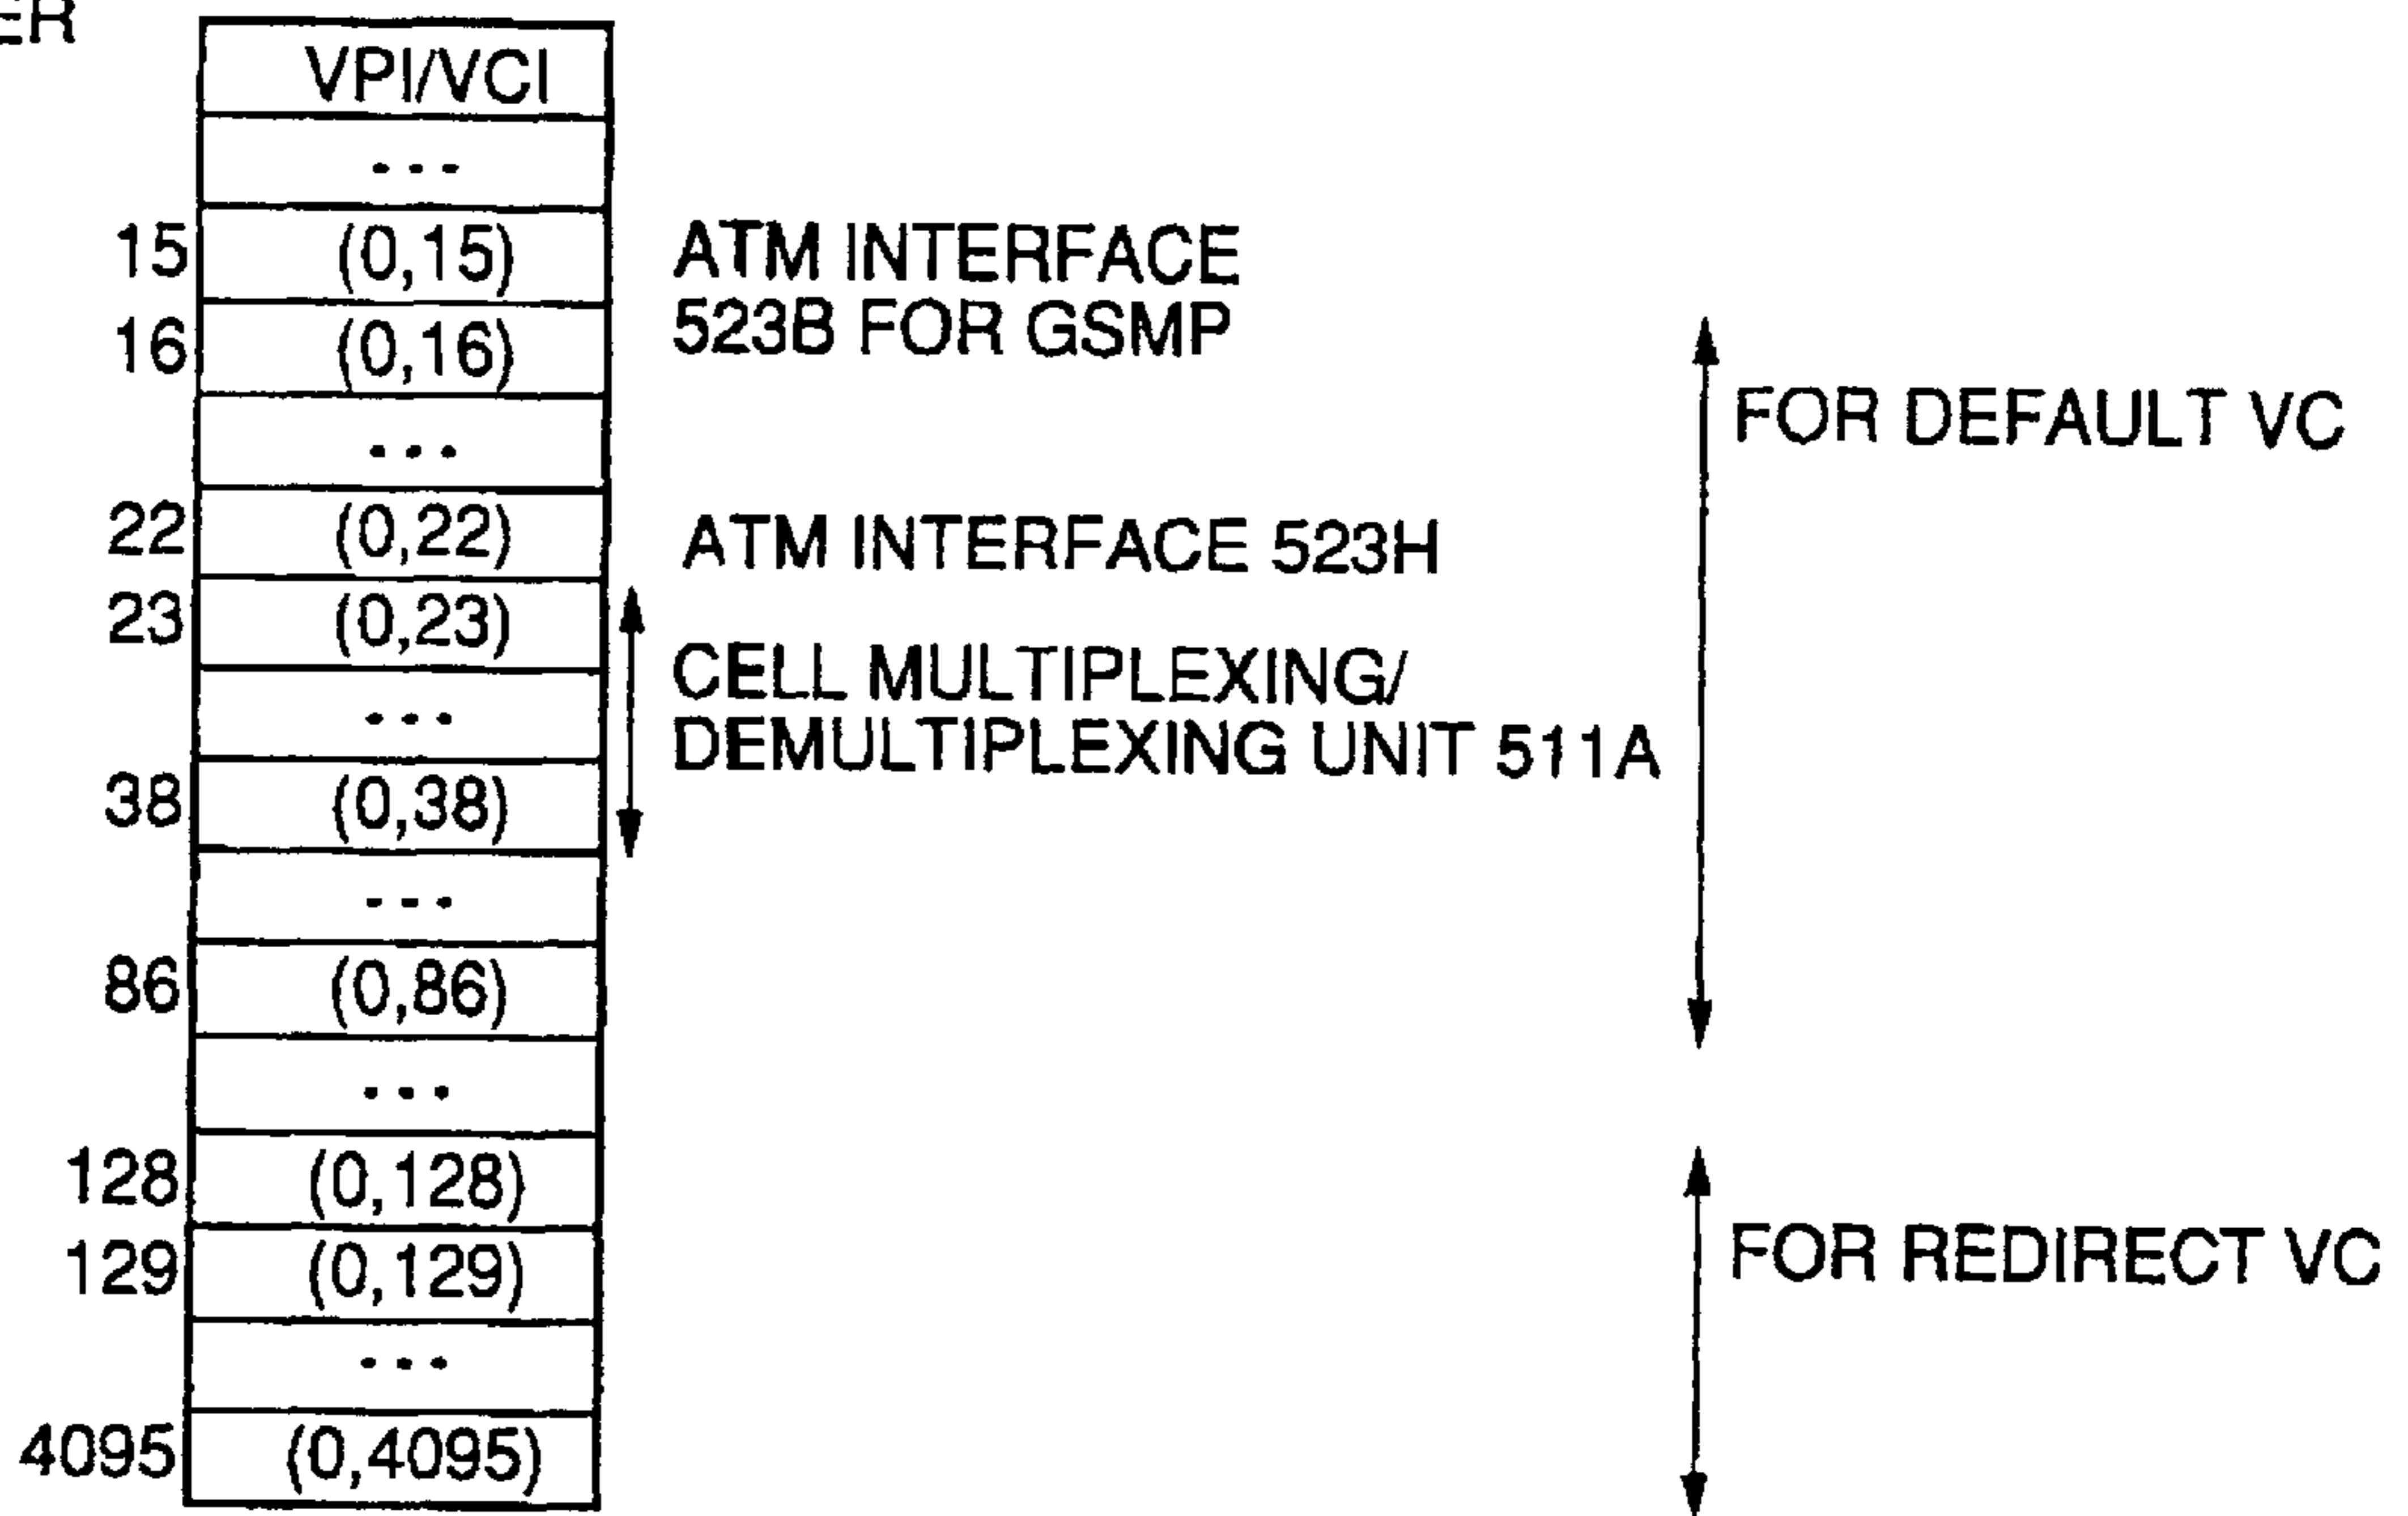 VPI/VCI
...
15 (0,15) ATM INTERFACE
523B FOR GSMP
16 (0,16)
...
FOR DEFAULT VC
22 (0,22) ATM INTERFACE 523H
23 (0,23)
...
CELL MULTIPLEXING/
DEMULTIPLEXING UNIT 511A
38 (0,38)
...
86 (0,86)
...
128 (0,128)
129 (0,129) FOR REDIRECT VC
...
4095 (0,4095)